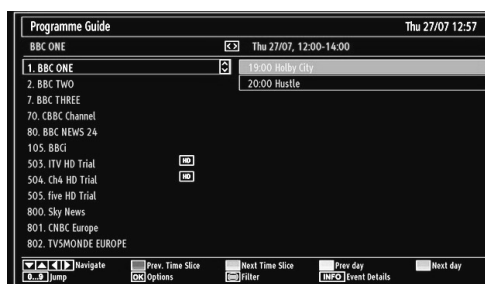 Programme Guide Thu 27/07 12:57
BBC ONE Thu 27/07, 12:00-14:00
1. BBC ONE 19:00 Holby City
2. BBC TWO 20:00 Hustle
7. BBC THREE
70. CBBC Channel
80. BBC NEWS 24
105. BBCi
503. ITV HD Trial HD
504. Ch4 HD Trial HD
505. five HD Trial
800. Sky News
801. CNBC Europe
802. TV5MONDE EUROPE
Navigate Prev. Time Slice Next Time Slice Prev day Next day
0...9 Jump OK Options Filter INFO Event Details